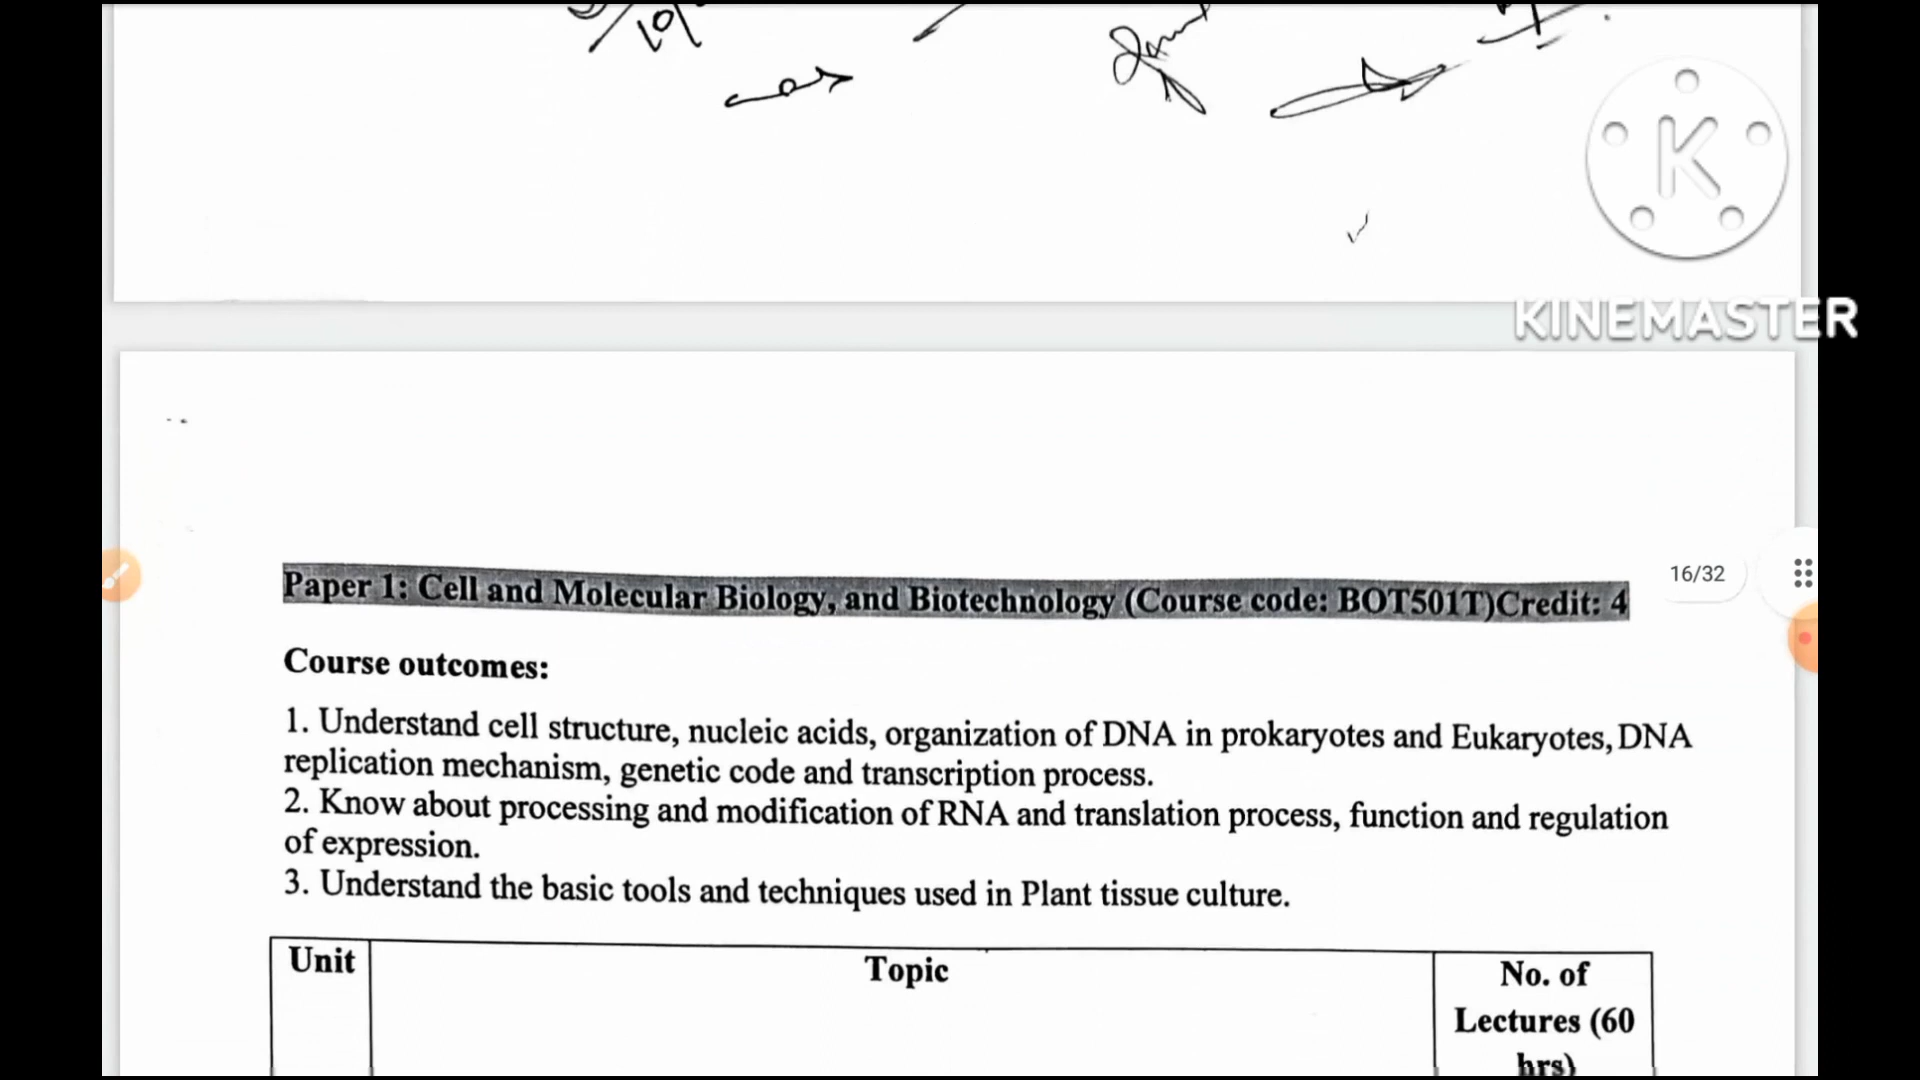 K
KINEMASTER
16/32
Paper 1: Cell and Molecular Biology, and Biotechnology (Course code: BOT501T)Credit: 4
Course outcomes:
1. Understand cell structure, nucleic acids, organization of DNA in prokaryotes and Eukaryotes, DNA
replication mechanism, genetic code and transcription process.
2. Know about processing and modification of RNA and translation process, function and regulation
of expression.
3. Understand the basic tools and techniques used in Plant tissue culture.
Unit
Topic
No. of
Lectures (60
hrs)